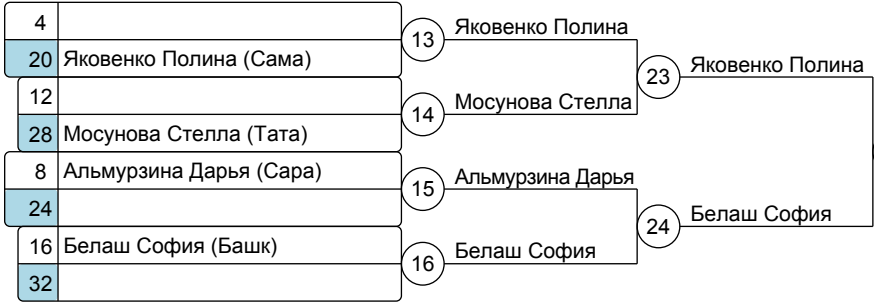 4
13
Яковенко Полина
20 Яковенко Полина (Сама)
23
Яковенко Полина
12
14
Мосунова Стелла
28 Мосунова Стелла (Тата)
8 Альмурзина Дарья (Сара)
15
Альмурзина Дарья
24
24
Белаш София
16 Белаш София (Башк)
16
Белаш София
32